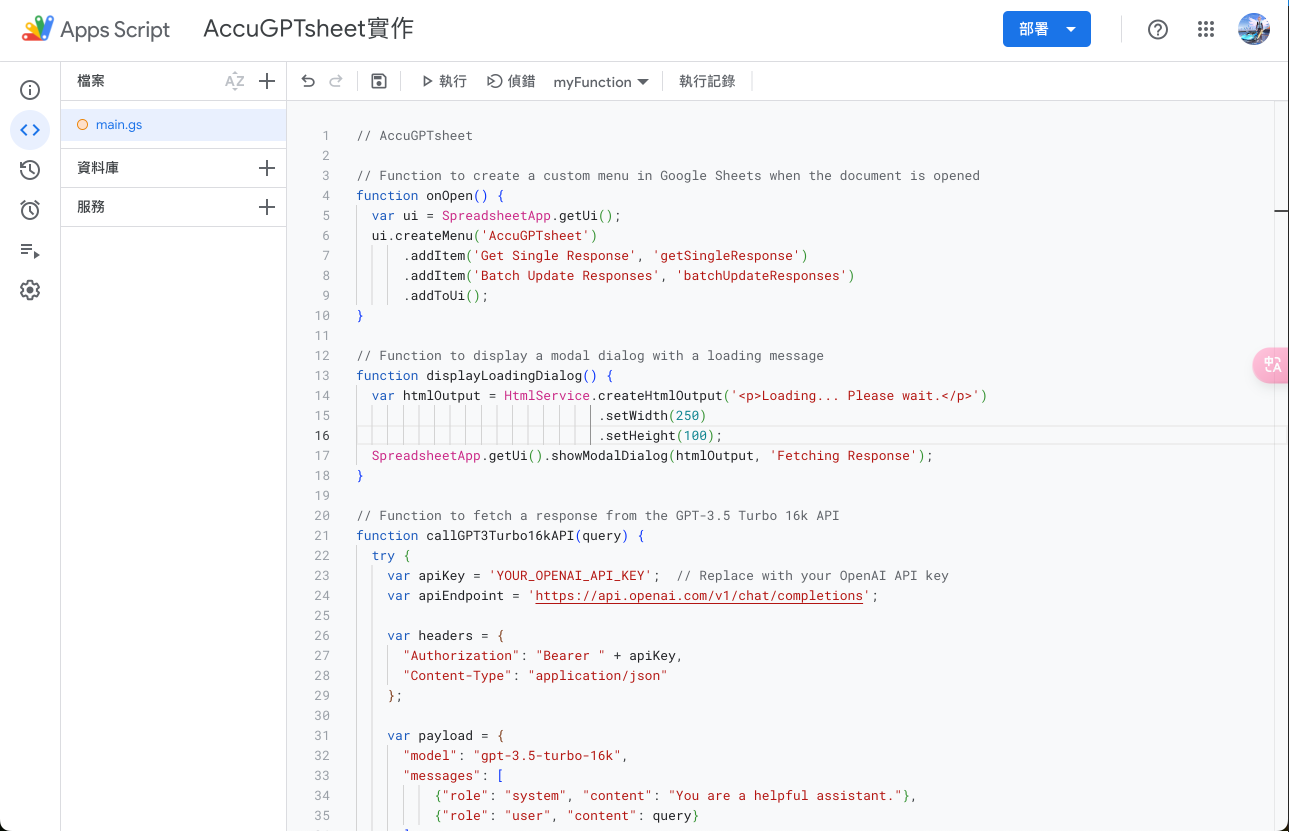 Apps Script
AccuGPTsheet實作
部署
檔案
AZ
執行
偵錯
myFunction
執行記錄
main.gs
資料庫
服務
1 // AccuGPTsheet
2
3 // Function to create a custom menu in Google Sheets when the document is opened
4 function onOpen() {
5 var ui = SpreadsheetApp.getUi();
6 ui.createMenu('AccuGPTsheet')
7 .addItem('Get Single Response', 'getSingleResponse')
8 .addItem('Batch Update Responses', 'batchUpdateResponses')
9 .addToUi();
10 }
11
12 // Function to display a modal dialog with a loading message
13 function displayLoadingDialog() {
14 var htmlOutput = HtmlService.createHtmlOutput('<p>Loading... Please wait.</p>')
15 .setWidth(250)
16 .setHeight(100);
17 SpreadsheetApp.getUi().showModalDialog(htmlOutput, 'Fetching Response');
18 }
19
20 // Function to fetch a response from the GPT-3.5 Turbo 16k API
21 function callGPT3Turbo16kAPI(query) {
22 try {
23 var apiKey = 'YOUR_OPENAI_API_KEY'; // Replace with your OpenAI API key
24 var apiEndpoint = 'https://api.openai.com/v1/chat/completions';
25
26 var headers = {
27 "Authorization": "Bearer " + apiKey,
28 "Content-Type": "application/json"
29 };
30
31 var payload = {
32 "model": "gpt-3.5-turbo-16k",
33 "messages": [
34 {"role": "system", "content": "You are a helpful assistant."},
35 {"role": "user", "content": query}